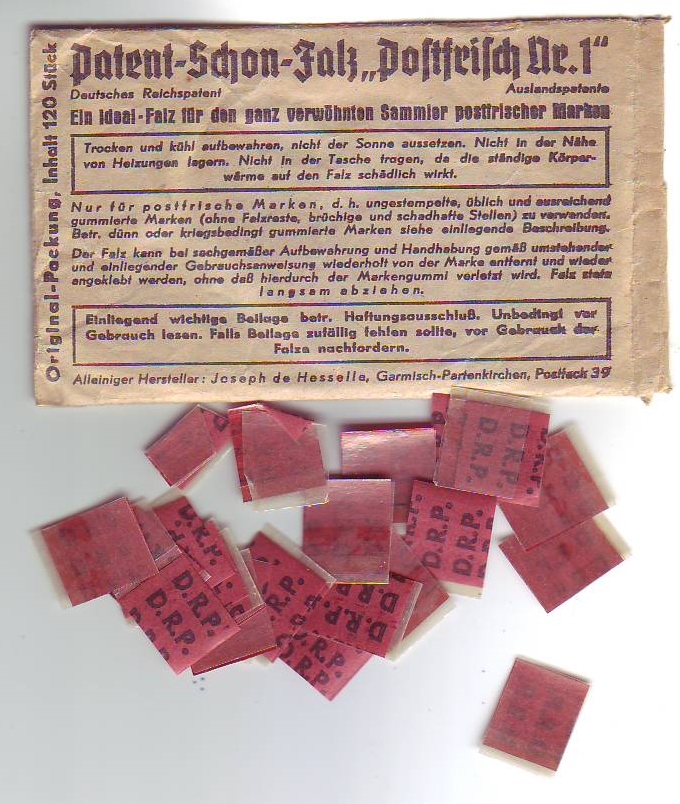 Patent-Schon-Falz „Postfrisch Nr. 1"
Deutsches Reichspatent Auslandspatente
Ein Ideal-Falz für den ganz verwöhnten Sammler postfrischer Marken
Trocken und kühl aufbewahren, nicht der Sonne aussetzen. Nicht in der Nähe
von Heizungen lagern. Nicht in der Tasche tragen, da die ständige Körper-
wärme auf den Falz schädlich wirkt.
Nur für postfrische Marken, d. h. ungestempelte, üblich und ausreichend
gummierte Marken (ohne Falzreste, brüchige und schadhafte Stellen) zu verwenden.
Betr. dünn oder kriegsbedingt gummierte Marken siehe einliegende Beschreibung.
Der Falz kann bei sachgemäßer Aufbewahrung und Handhabung gemäß umstehender
und einliegender Gebrauchsanweisung wiederholt von der Marke entfernt und wieder
angeklebt werden, ohne daß hierdurch der Markengummi verletzt wird. Falz stets
langsam abziehen.
Einliegend wichtige Beilage betr. Haftungsausschluß. Unbedingt vor
Gebrauch lesen. Falls Beilage zufällig fehlen sollte, vor Gebrauch der
Falze nachfordern.
Alleiniger Hersteller: Joseph de Hesselle, Garmisch-Partenkirchen, Postfach 39
Original-Packung, Inhalt 120 Stück
D.R.P.
D.R.P.
D.R.P.
D.R.P.
D.R.P.
D.R.P.
D.R.P.
D.R.P.
D.R.P.